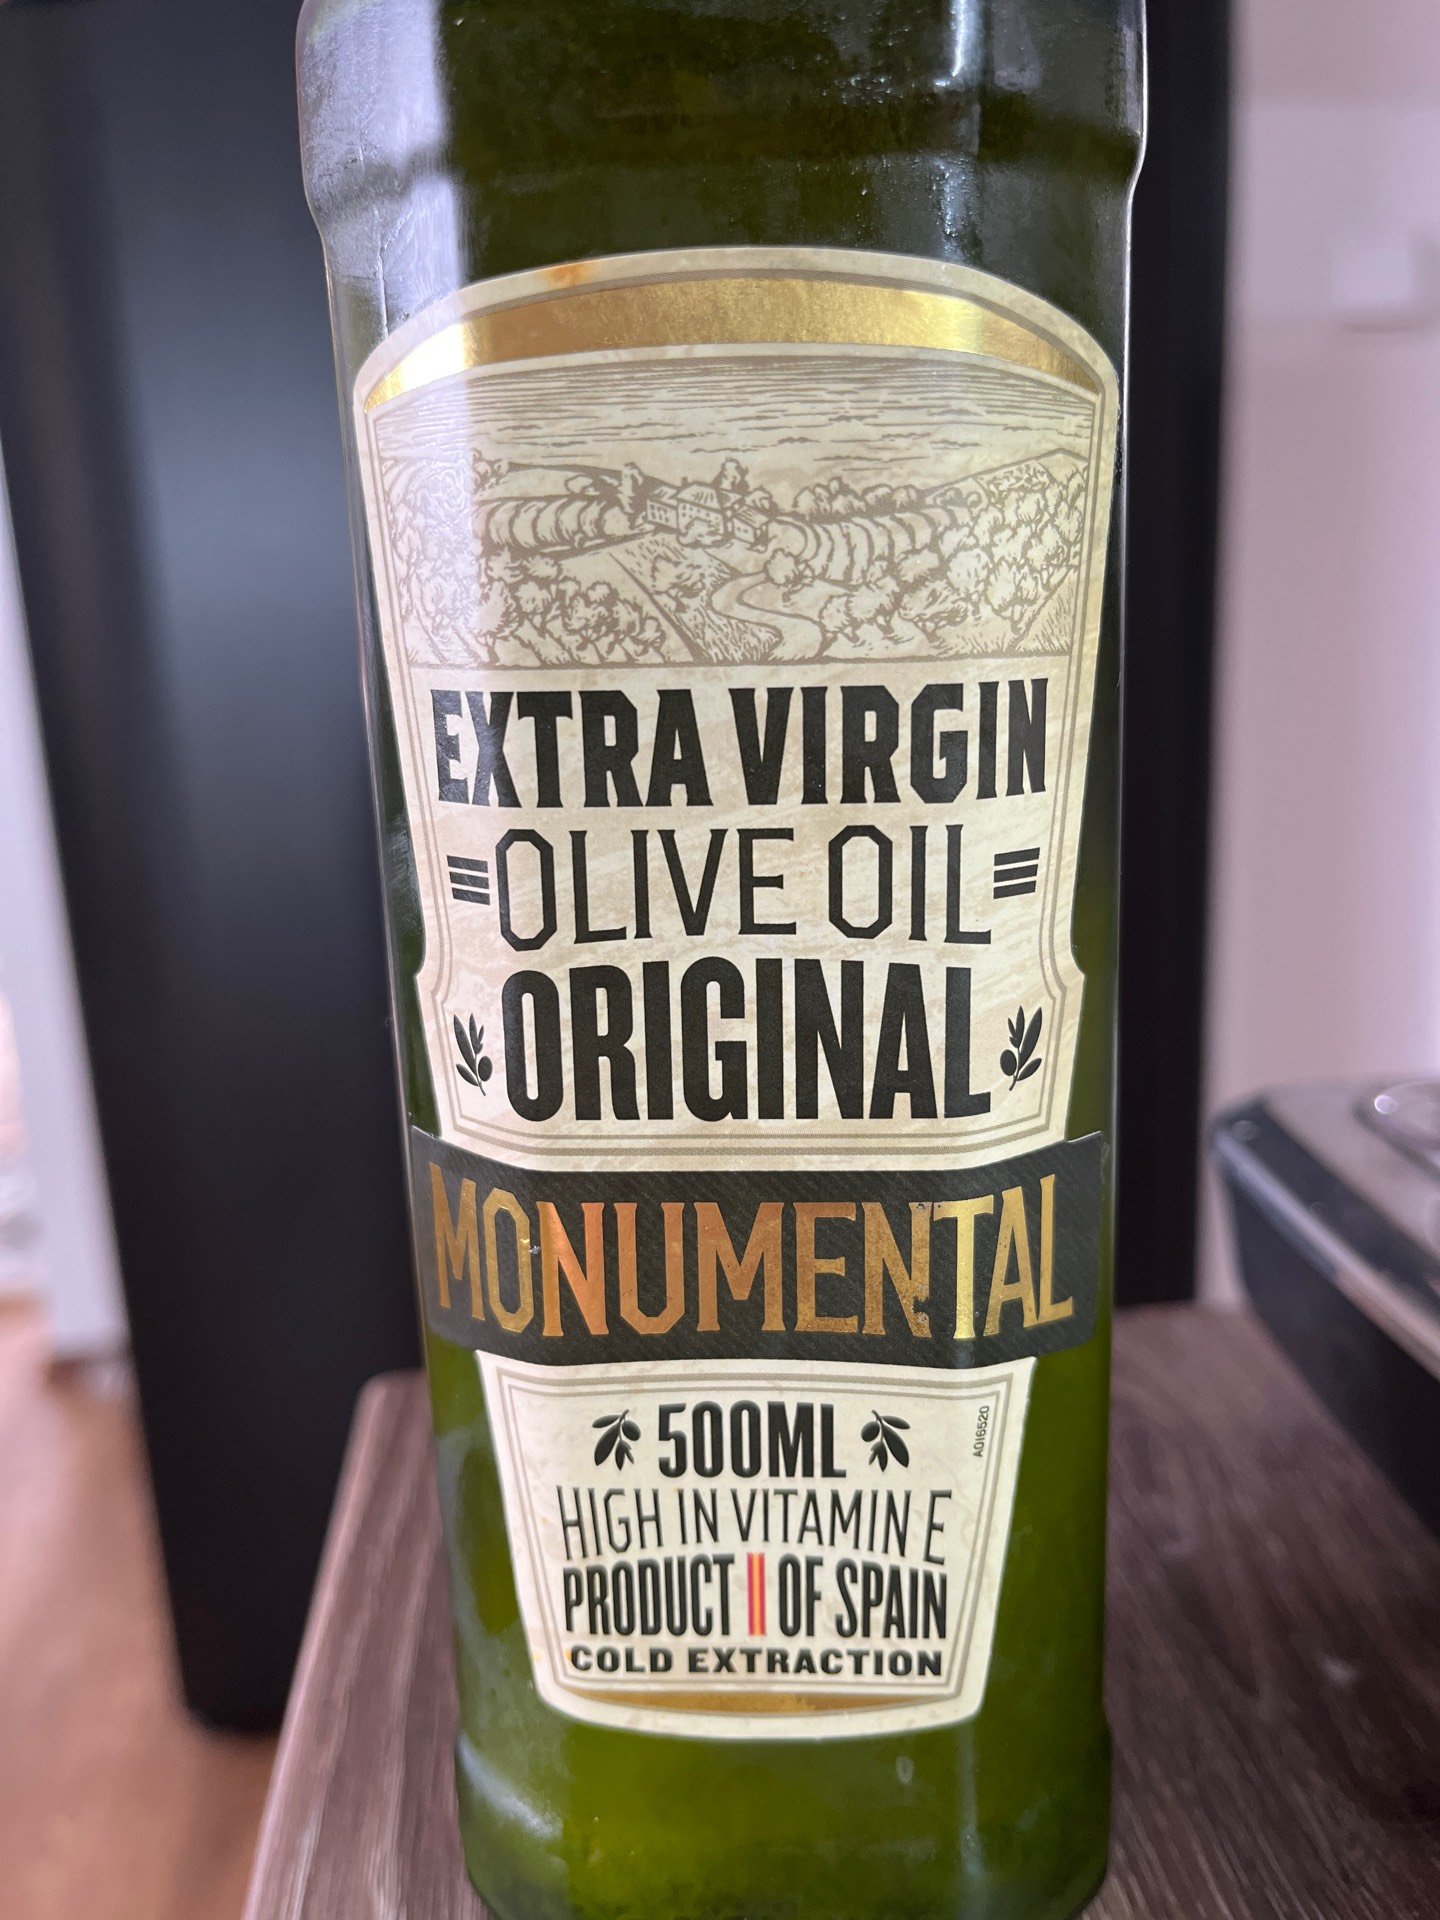 EXTRA VIRGIN
OLIVE OIL
ORIGINAL
MONUMENTAL
500ML
A016520
HIGH IN VITAMIN E
PRODUCT OF SPAIN
COLD EXTRACTION